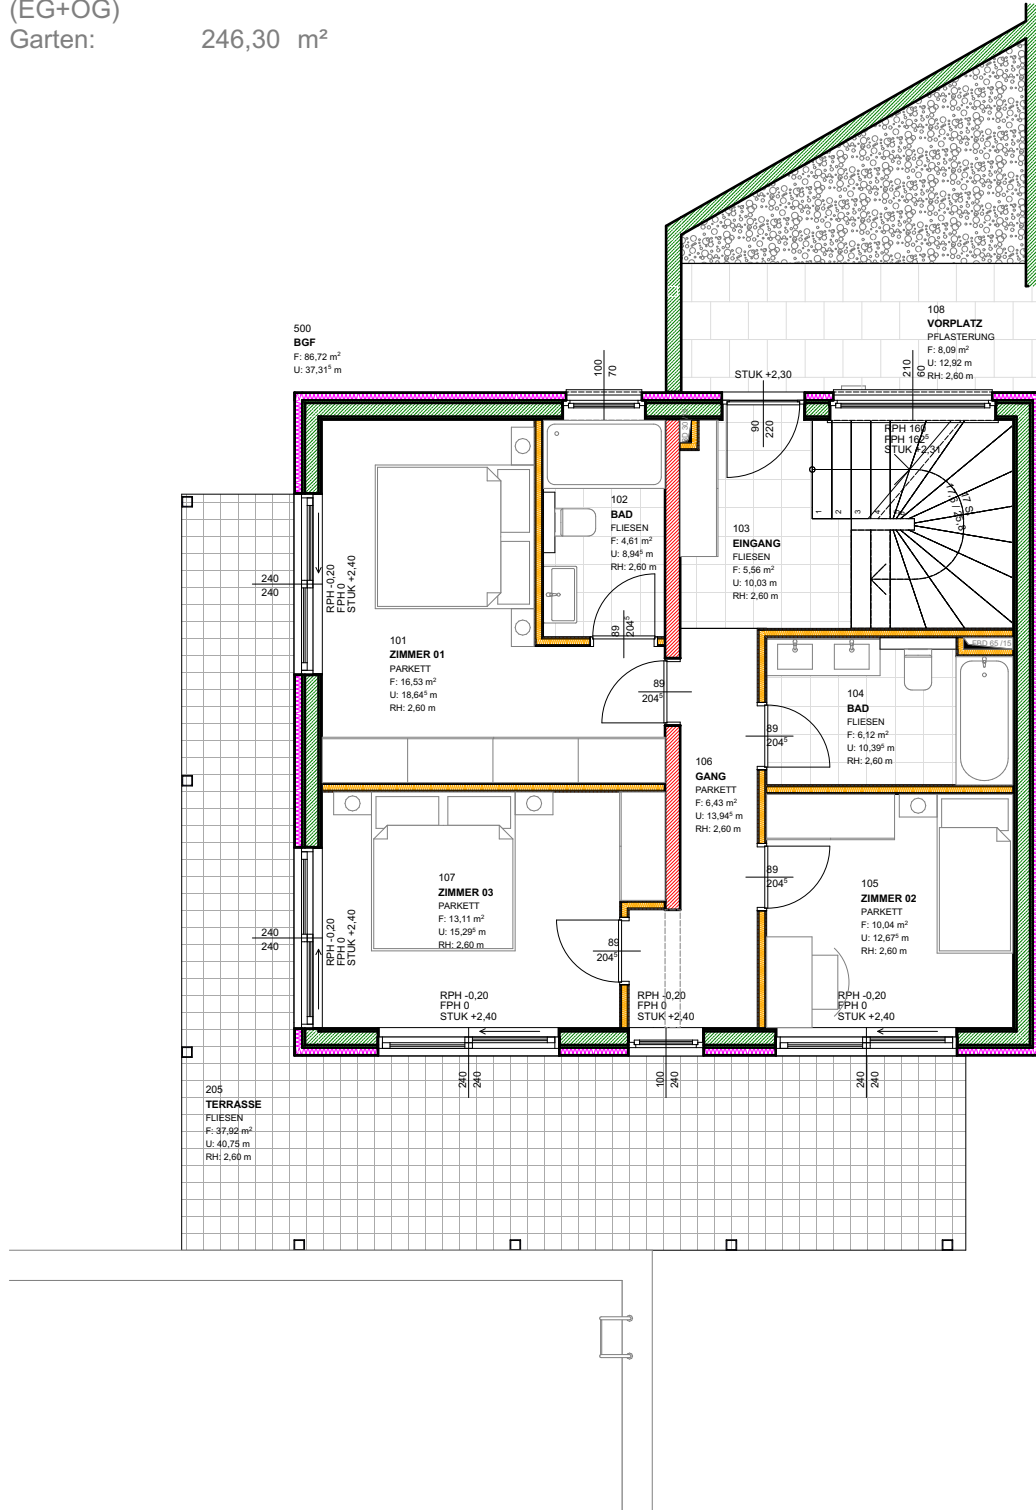 (EG+OG)
Garten: 246,30 m²
500
BGF
F: 86,72 m²
U: 37,31⁵ m
108
VORPLATZ
PFLASTERUNG
F: 8,09 m²
U: 12,92 m
RH: 2,60 m
100
70
STUK +2,30
210
60
90
220
RPH 160
FPH 162⁵
STUK +2,31
1
2
3
4
102
BAD
FLIESEN
F: 4,61 m²
U: 8,94⁵ m
RH: 2,60 m
103
EINGANG
FLIESEN
F: 5,56 m²
U: 10,03 m
RH: 2,60 m
240
240
RPH -0,20
FPH 0
STUK +2,40
89
204⁵
101
ZIMMER 01
PARKETT
F: 16,53 m²
U: 18,64⁵ m
RH: 2,60 m
FBD 65 /15
89
204⁵
104
BAD
FLIESEN
F: 6,12 m²
U: 10,39⁵ m
RH: 2,60 m
89
204⁵
106
GANG
PARKETT
F: 6,43 m²
U: 13,94⁵ m
RH: 2,60 m
107
ZIMMER 03
PARKETT
F: 13,11 m²
U: 15,29⁵ m
RH: 2,60 m
89
204⁵
105
ZIMMER 02
PARKETT
F: 10,04 m²
U: 12,67⁵ m
RH: 2,60 m
240
240
RPH -0,20
FPH 0
STUK +2,40
89
204⁵
RPH -0,20
FPH 0
STUK +2,40
RPH -0,20
FPH 0
STUK +2,40
RPH -0,20
FPH 0
STUK +2,40
240
240
100
240
240
240
205
TERRASSE
FLIESEN
F: 37,92 m²
U: 40,75 m
RH: 2,60 m